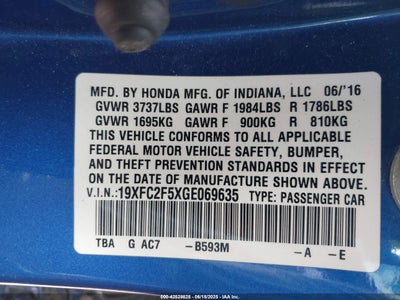 MFD. BY HONDA MFG. OF INDIANA, LLC 06/'16
GVWR 3737LBS GAWR F 1984LBS R 1786LBS
GVWR 1695KG GAWR F 900KG R 810KG
THIS VEHICLE CONFORMS TO ALL APPLICABLE
FEDERAL MOTOR VEHICLE SAFETY, BUMPER,
AND THEFT PREVENTION STANDARDS IN EFFECT
ON THE DATE OF MANUFACTURE SHOWN ABOVE.
V.I.N.:19XFC2F5XGE069635 TYPE: PASSENGER CAR
TBA G AC7 -B593M -A -E
000-42529525 - 06/18/2025 - IAA Inc.